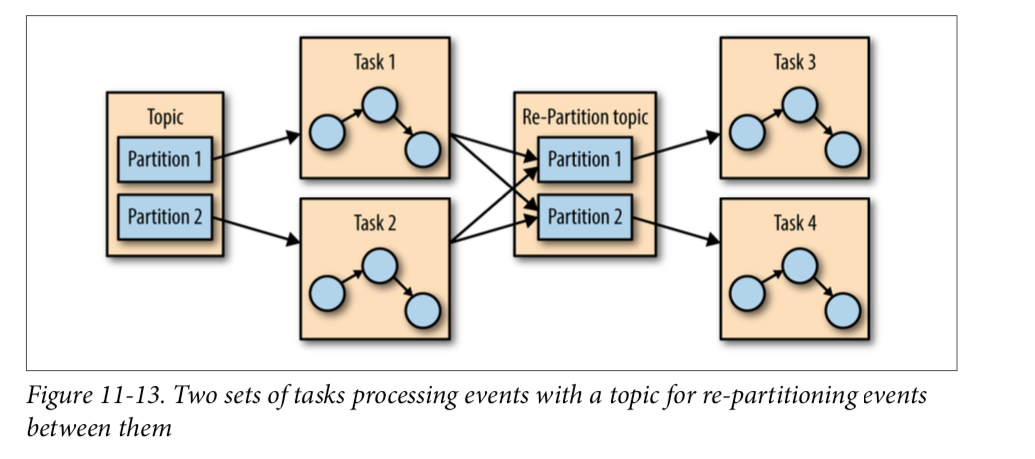 Topic
Partition 1
Partition 2
Task 1
Task 2
Re-Partition topic
Partition 1
Partition 2
Task 3
Task 4
Figure 11-13. Two sets of tasks processing events with a topic for re-partitioning events
between them